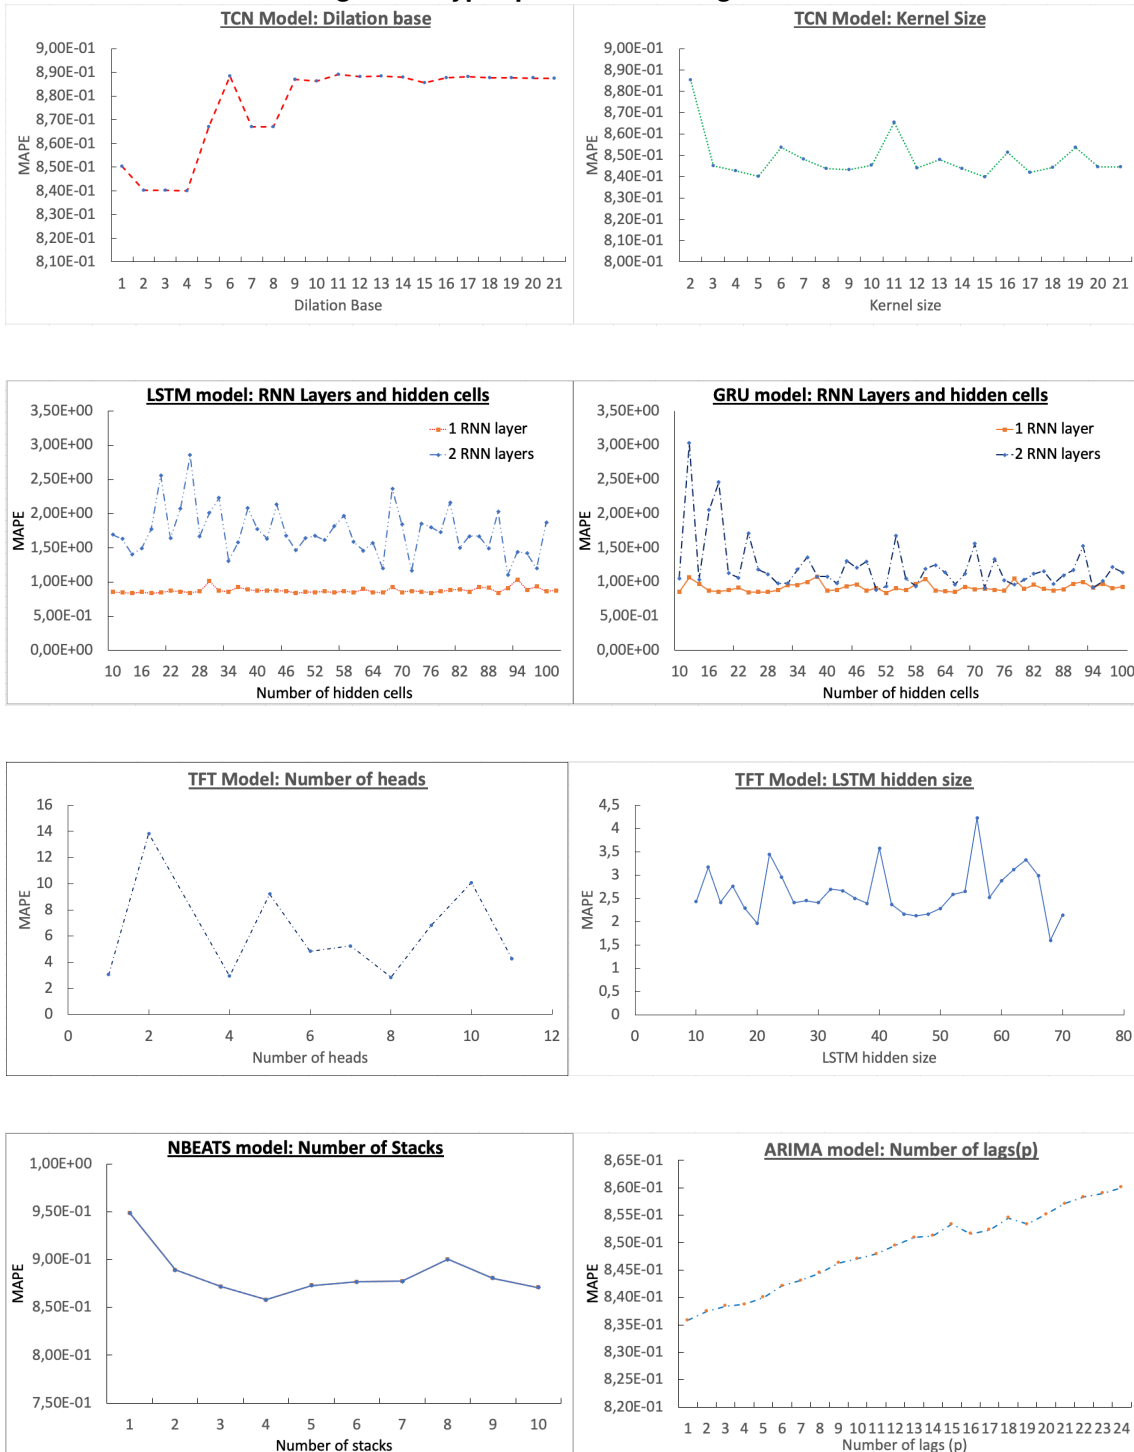 TCN Model: Dilation base
9,00E-01
8,90E-01
8,80E-01
8,70E-01
8,60E-01
8,50E-01
8,40E-01
8,30E-01
8,20E-01
8,10E-01
MAPE
1 2 3 4 5 6 7 8 9 10 11 12 13 14 15 16 17 18 19 20 21
Dilation Base
TCN Model: Kernel Size
9,00E-01
8,90E-01
8,80E-01
8,70E-01
8,60E-01
8,50E-01
8,40E-01
8,30E-01
8,20E-01
8,10E-01
8,00E-01
MAPE
2 3 4 5 6 7 8 9 10 11 12 13 14 15 16 17 18 19 20 21
Kernel size
LSTM model: RNN Layers and hidden cells
3,50E+00
3,00E+00
2,50E+00
2,00E+00
1,50E+00
1,00E+00
5,00E-01
0,00E+00
MAPE
1 RNN layer
2 RNN layers
10 16 22 28 34 40 46 52 58 64 70 76 82 88 94 100
Number of hidden cells
GRU model: RNN Layers and hidden cells
3,50E+00
3,00E+00
2,50E+00
2,00E+00
1,50E+00
1,00E+00
5,00E-01
0,00E+00
MAPE
1 RNN layer
2 RNN layers
10 16 22 28 34 40 46 52 58 64 70 76 82 88 94 100
Number of hidden cells
TFT Model: Number of heads
16
14
12
10
8
6
4
2
0
MAPE
0 2 4 6 8 10 12
Number of heads
TFT Model: LSTM hidden size
4,5
4
3,5
3
2,5
2
1,5
1
0,5
0
MAPE
0 10 20 30 40 50 60 70 80
LSTM hidden size
NBEATS model: Number of Stacks
1,00E+00
9,50E-01
9,00E-01
8,50E-01
8,00E-01
7,50E-01
MAPE
1 2 3 4 5 6 7 8 9 10
Number of stacks
ARIMA model: Number of lags(p)
8,65E-01
8,60E-01
8,55E-01
8,50E-01
8,45E-01
8,40E-01
8,35E-01
8,30E-01
8,25E-01
8,20E-01
MAPE
1 2 3 4 5 6 7 8 9 10 11 12 13 14 15 16 17 18 19 20 21 22 23 24
Number of lags (p)